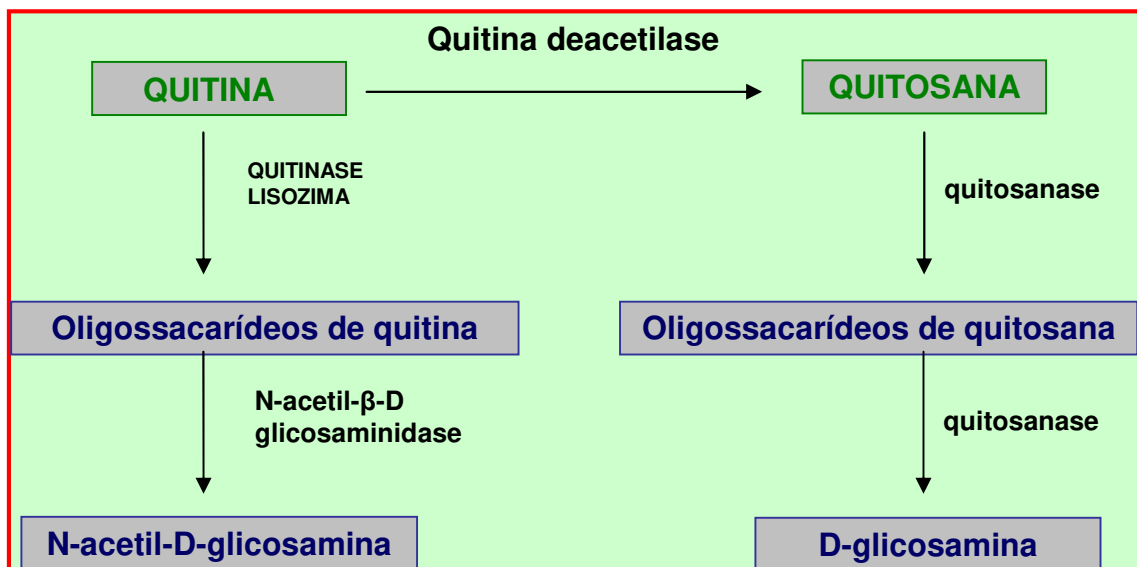 Quitina deacetilase
QUITINA
QUITOSANA
QUITINASE
LISOZIMA
quitosanase
Oligossacarídeos de quitina
Oligossacarídeos de quitosana
N-acetil-β-D
glicosaminidase
quitosanase
N-acetil-D-glicosamina
D-glicosamina